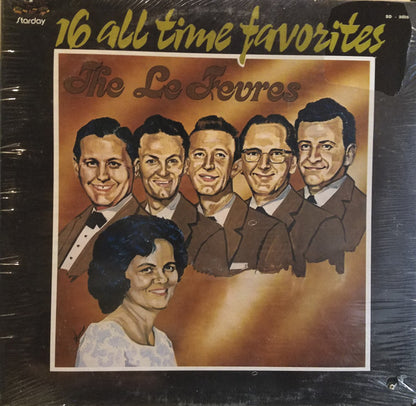 starday
16 all time favorites
The Le Fevres